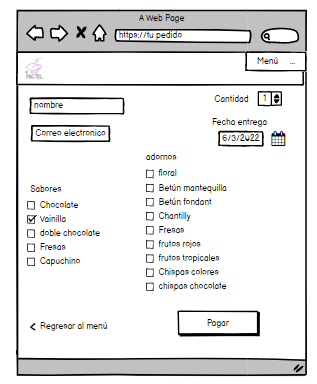 A Web Page
https://tu pedido
Menú ...
PACTEL
nombre
Cantidad 1
Correo electronico
Fecha entrega
6/3/2022
adornos
floral
Betún mantequilla
Betún fondant
Chantilly
Fresas
frutos rojos
frutos tropicales
Chispas colores
chispas chocolate
Sabores
Chocolate
Vainilla
doble chocolate
Fresas
Capuchino
< Regresar al menú
Pagar